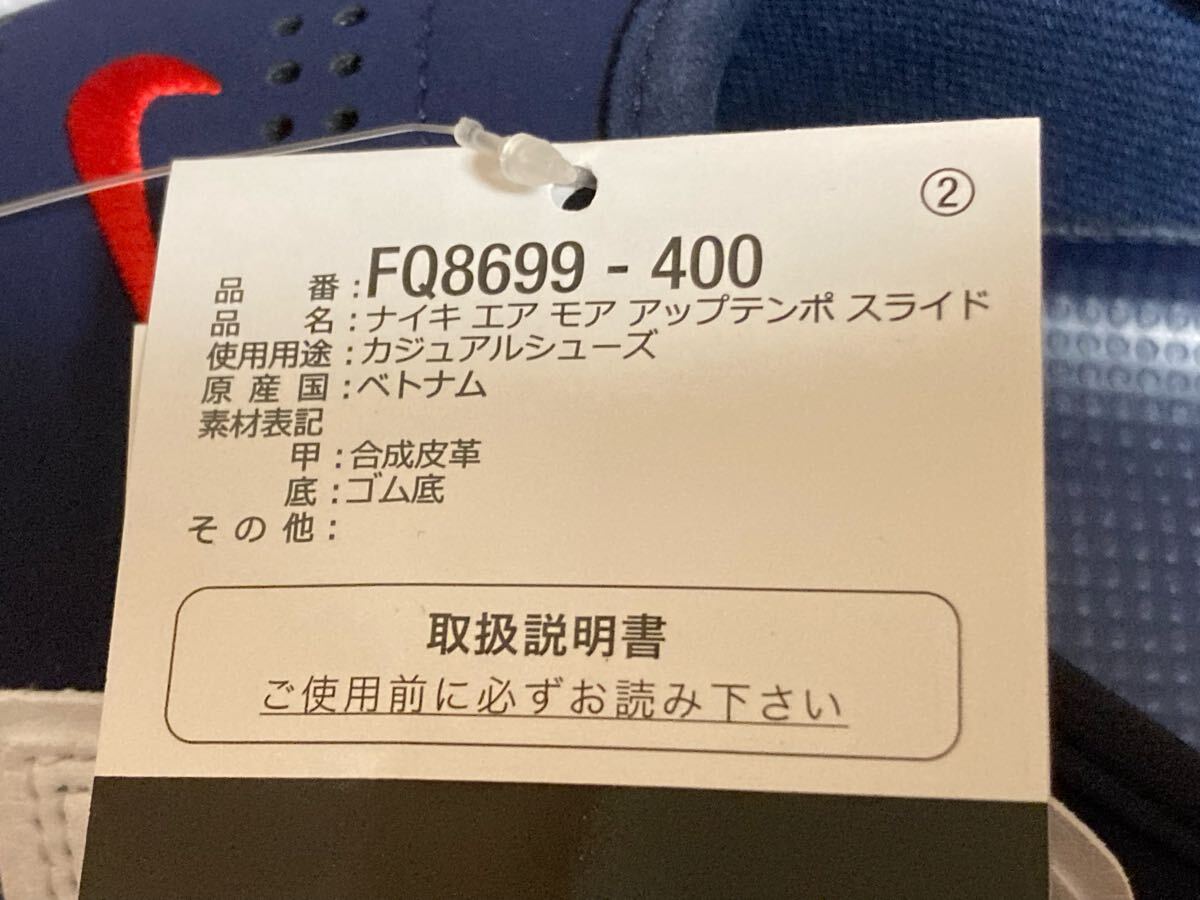 ②
品番:FQ8699 - 400
品名:ナイキ エア モア アップテンポ スライド
使用用途:カジュアルシューズ
原産国:ベトナム
素材表記
甲:合成皮革
底:ゴム底
その他:
取扱説明書
ご使用前に必ずお読み下さい